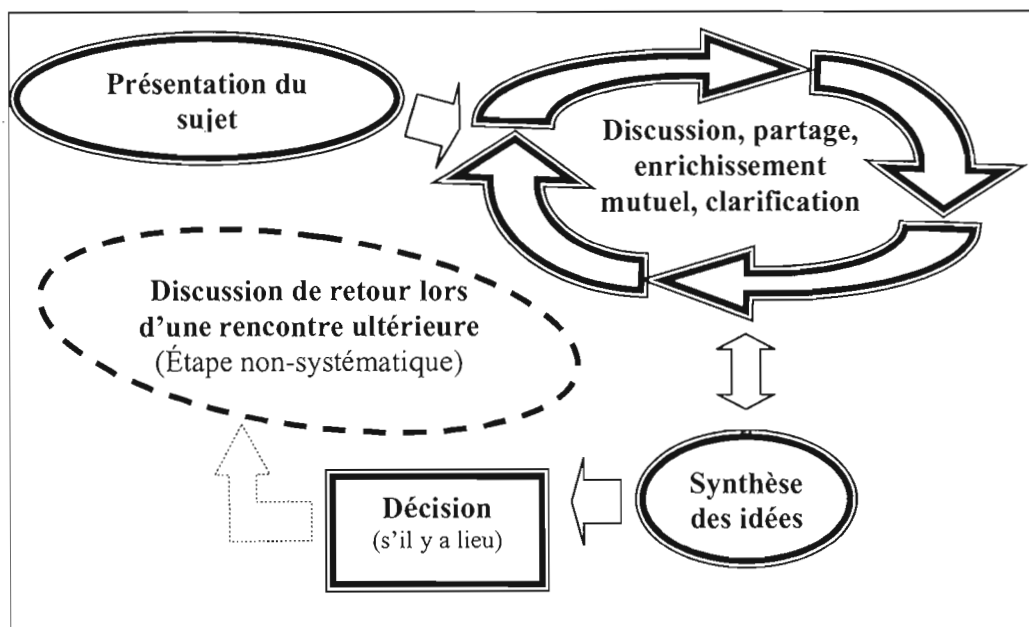 Présentation du
sujet
Discussion, partage,
enrichissement
mutuel, clarification
Discussion de retour lors
d'une rencontre ultérieure
(Étape non-systématique)
Synthèse
des idées
Décision
(s'il y a lieu)